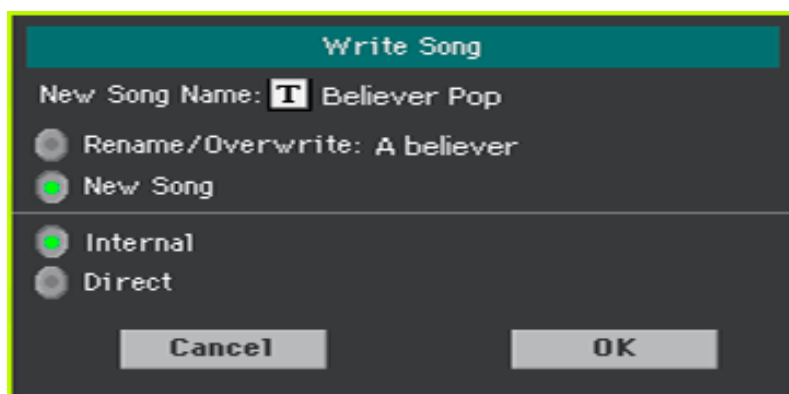 Write Song
New Song Name: T Believer Pop
Rename/Overwrite: A believer
New Song
Internal
Direct
Cancel OK